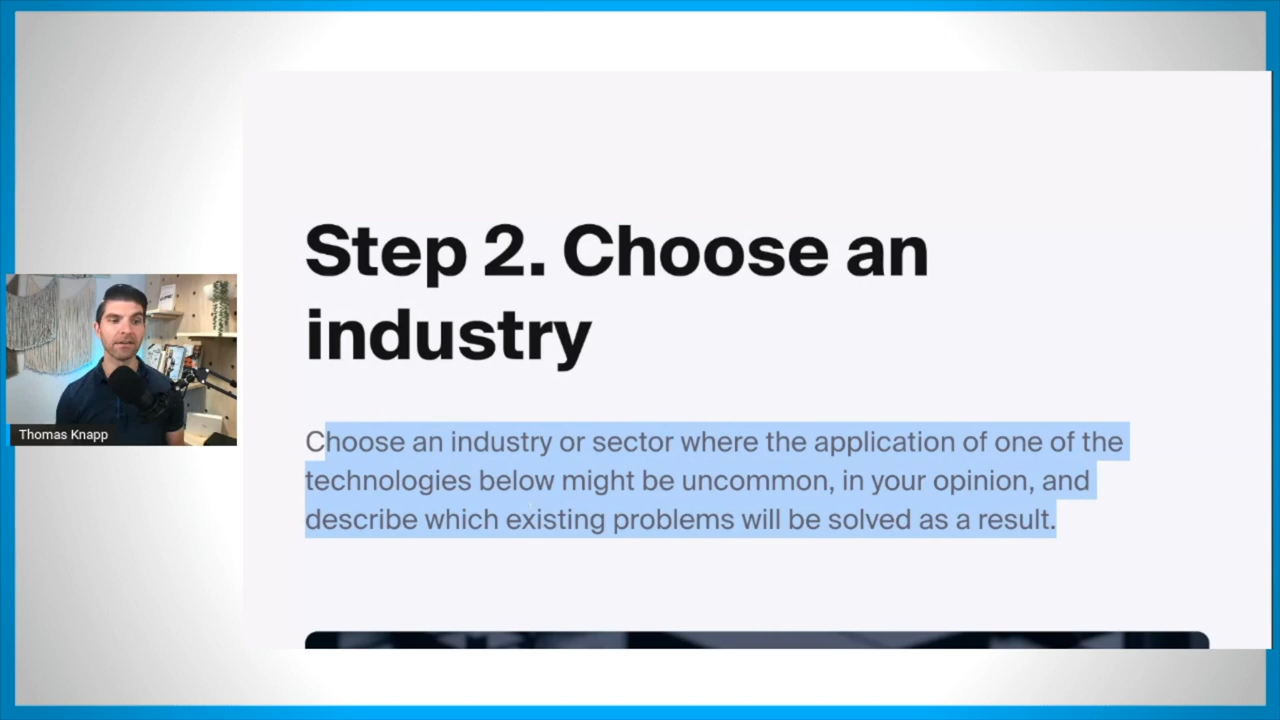 Step 2. Choose an
industry
Choose an industry or sector where the application of one of the
technologies below might be uncommon, in your opinion, and
describe which existing problems will be solved as a result.
Thomas Knapp